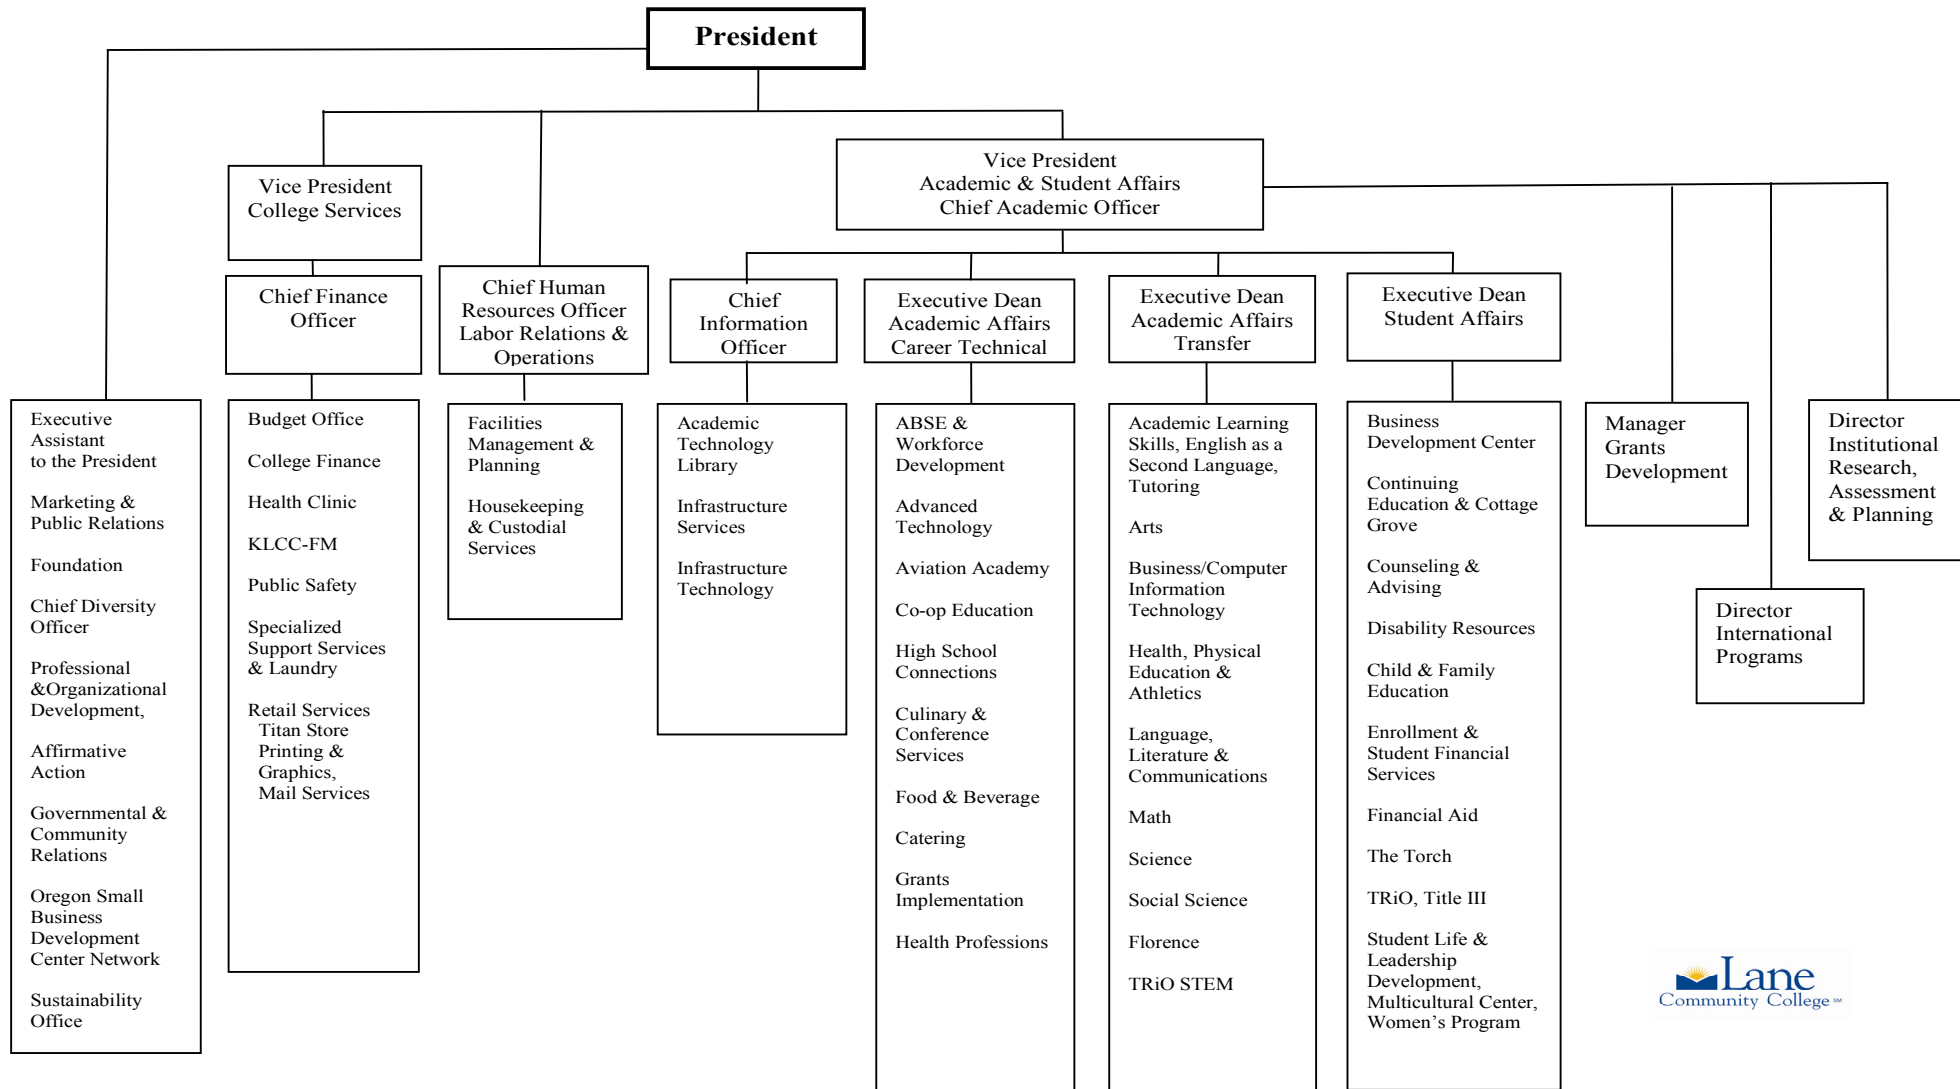 President
Vice President
College Services
Vice President
Academic & Student Affairs
Chief Academic Officer
Chief Finance
Officer
Chief Human
Resources Officer
Labor Relations &
Operations
Chief
Information
Officer
Executive Dean
Academic Affairs
Career Technical
Executive Dean
Academic Affairs
Transfer
Executive Dean
Student Affairs
Executive
Assistant
to the President
Marketing &
Public Relations
Foundation
Chief Diversity
Officer
Professional
&Organizational
Development,
Affirmative
Action
Governmental &
Community
Relations
Oregon Small
Business
Development
Center Network
Sustainability
Office
Budget Office
College Finance
Health Clinic
KLCC-FM
Public Safety
Specialized
Support Services
& Laundry
Retail Services
Titan Store
Printing &
Graphics,
Mail Services
Facilities
Management &
Planning
Housekeeping
& Custodial
Services
Academic
Technology
Library
Infrastructure
Services
Infrastructure
Technology
ABSE &
Workforce
Development
Advanced
Technology
Aviation Academy
Co-op Education
High School
Connections
Culinary &
Conference
Services
Food & Beverage
Catering
Grants
Implementation
Health Professions
Academic Learning
Skills, English as a
Second Language,
Tutoring
Arts
Business/Computer
Information
Technology
Health, Physical
Education &
Athletics
Language,
Literature &
Communications
Math
Science
Social Science
Florence
TRiO STEM
Business
Development Center
Continuing
Education & Cottage
Grove
Counseling &
Advising
Disability Resources
Child & Family
Education
Enrollment &
Student Financial
Services
Financial Aid
The Torch
TRiO, Title III
Student Life &
Leadership
Development,
Multicultural Center,
Women’s Program
Manager
Grants
Development
Director
International
Programs
Director
Institutional
Research,
Assessment
& Planning
Lane
Community College℠